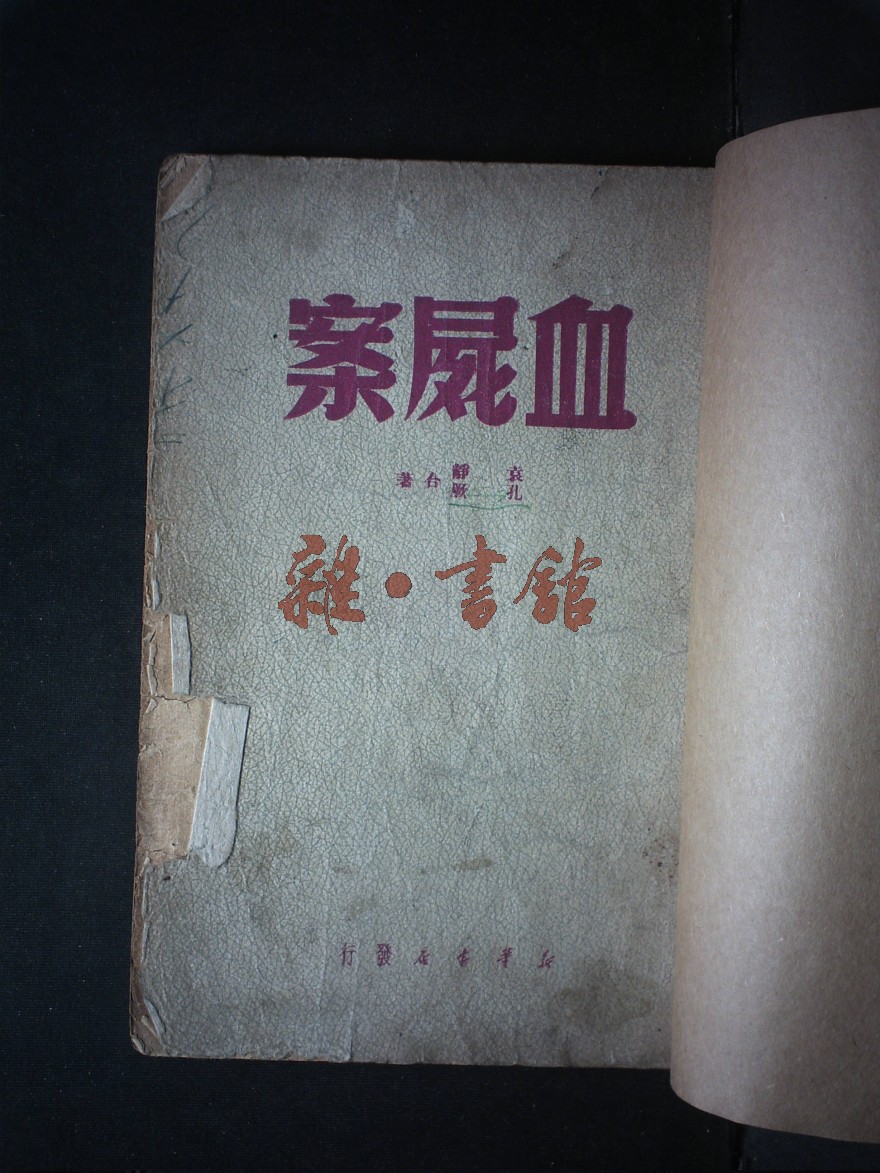 血屍案
袁靜
孔厥
合著
雜·書館
新華書店發行